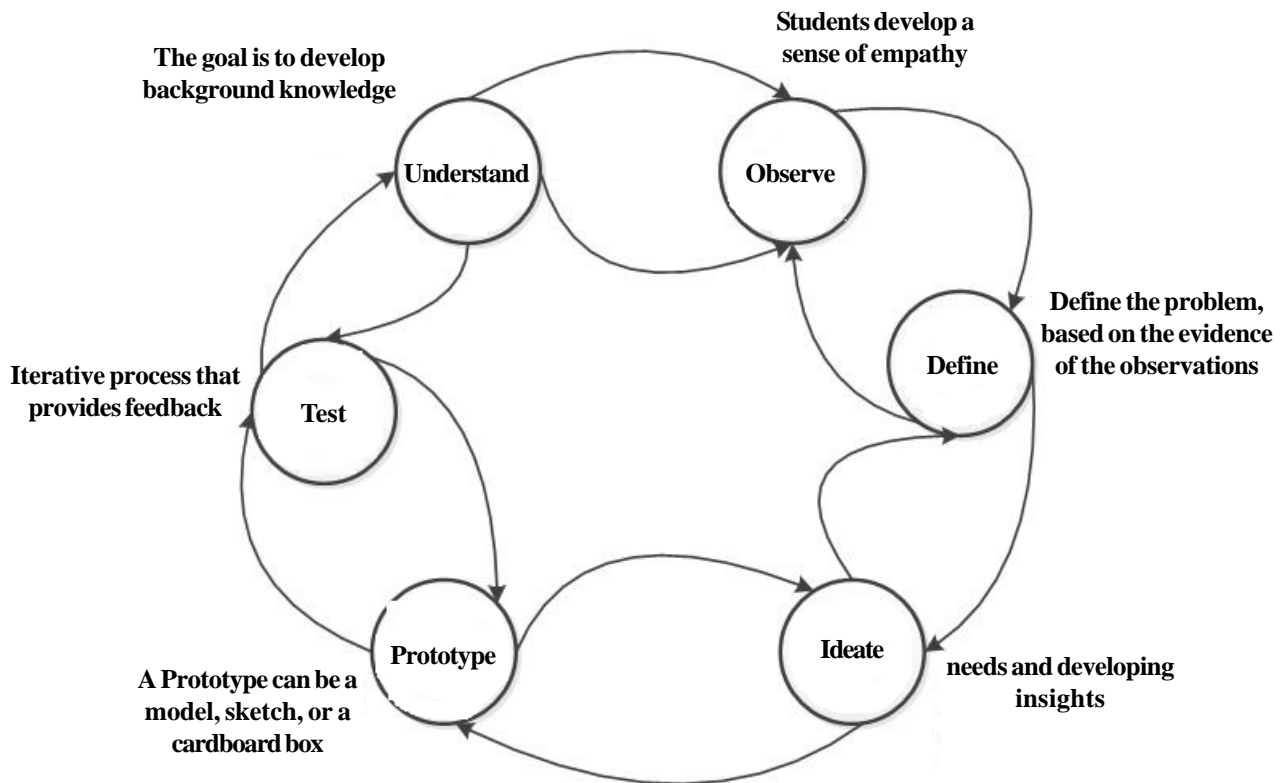 Students develop a
sense of empathy
The goal is to develop
background knowledge
Understand
Observe
Define the problem,
based on the evidence
of the observations
Define
Iterative process that
provides feedback
Test
Prototype
Ideate
needs and developing
insights
A Prototype can be a
model, sketch, or a
cardboard box